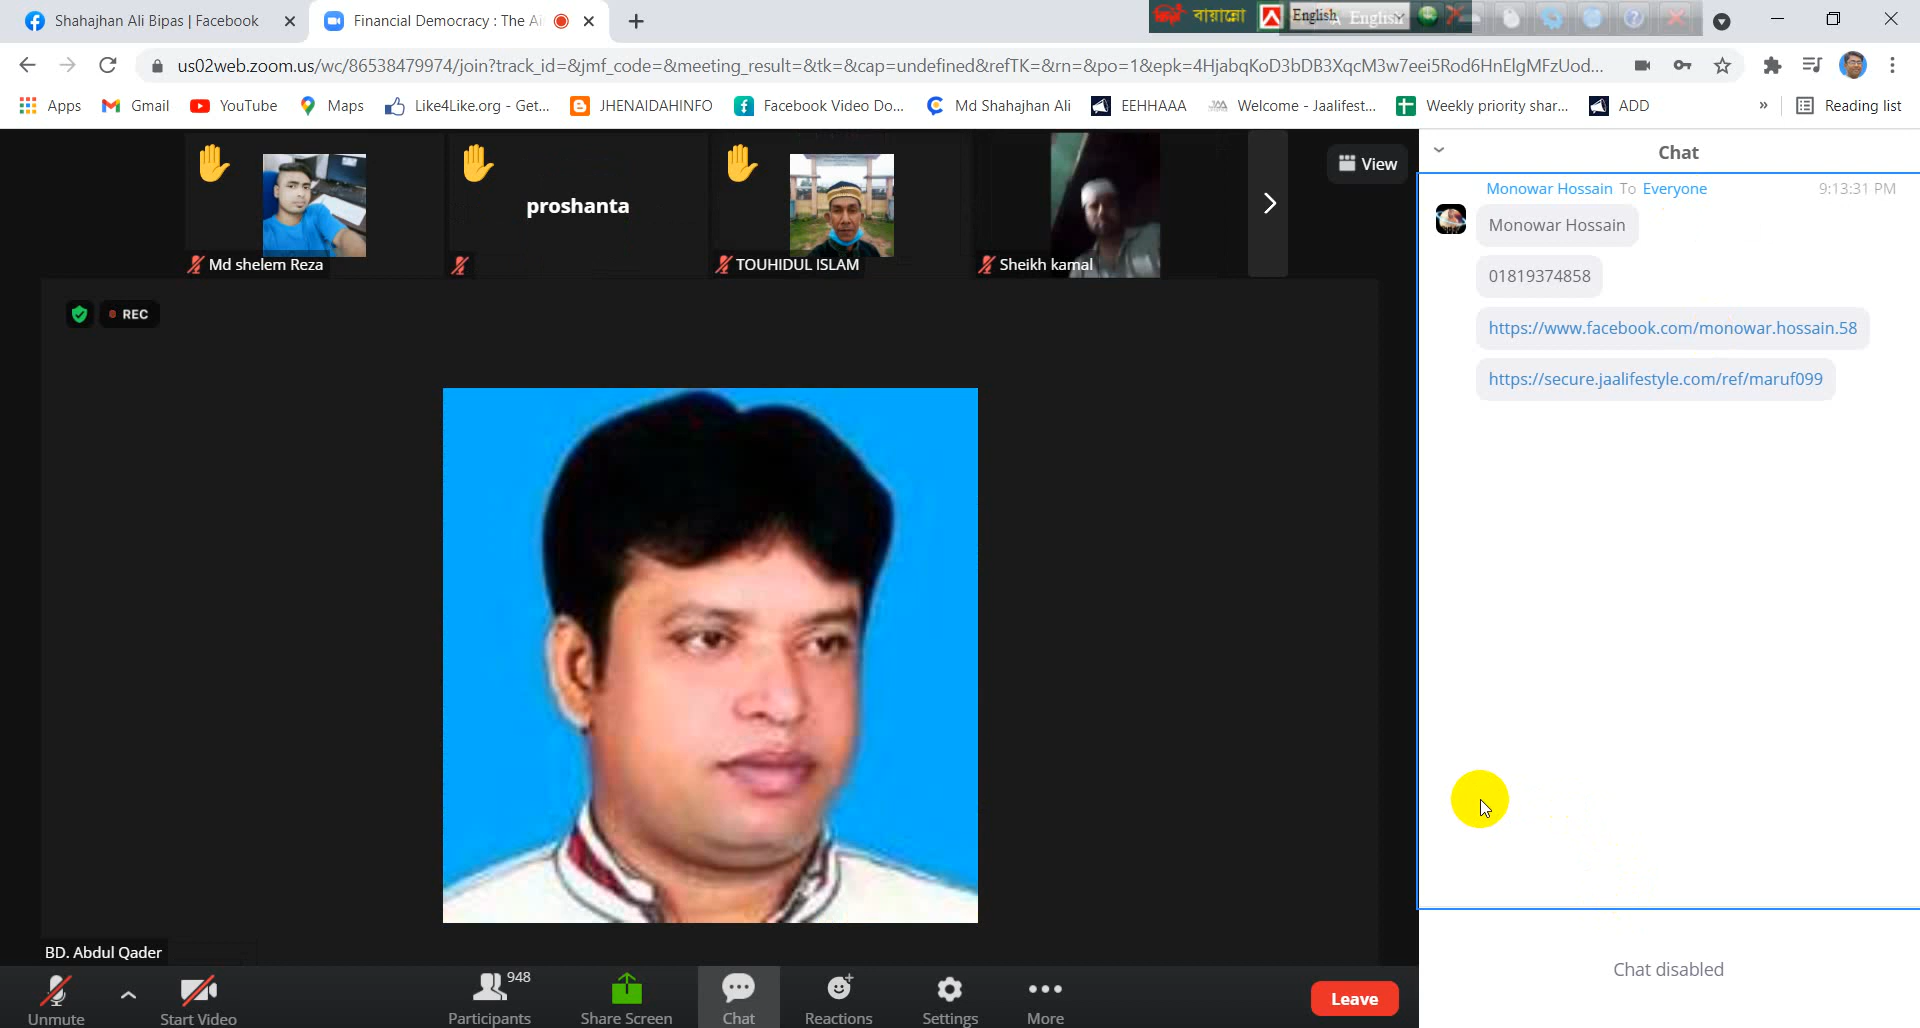 Shahajhan Ali Bipas | Facebook
Financial Democracy : The Ai
বায়ান্নো
English
English
us02web.zoom.us/wc/86538479974/join?track_id=&jmf_code=&meeting_result=&tk=&cap=undefined&refTK=&rn=&po=1&epk=4HjabqKoD3bDB3XqcM3w7eei5Rod6HnElgMFzUod...
Apps
Gmail
YouTube
Maps
Like4Like.org - Get...
JHENAIDAHINFO
Facebook Video Do...
Md Shahajhan Ali
EEHHAAA
Welcome - Jaalifest...
Weekly priority shar...
ADD
»
Reading list
proshanta
Md shelem Reza
TOUHIDUL ISLAM
Sheikh kamal
View
REC
BD. Abdul Qader
Chat
Monowar Hossain To Everyone
9:13:31 PM
Monowar Hossain
01819374858
https://www.facebook.com/monowar.hossain.58
https://secure.jaalifestyle.com/ref/maruf099
Chat disabled
Unmute
Start Video
948
Participants
Share Screen
Chat
Reactions
Settings
More
Leave